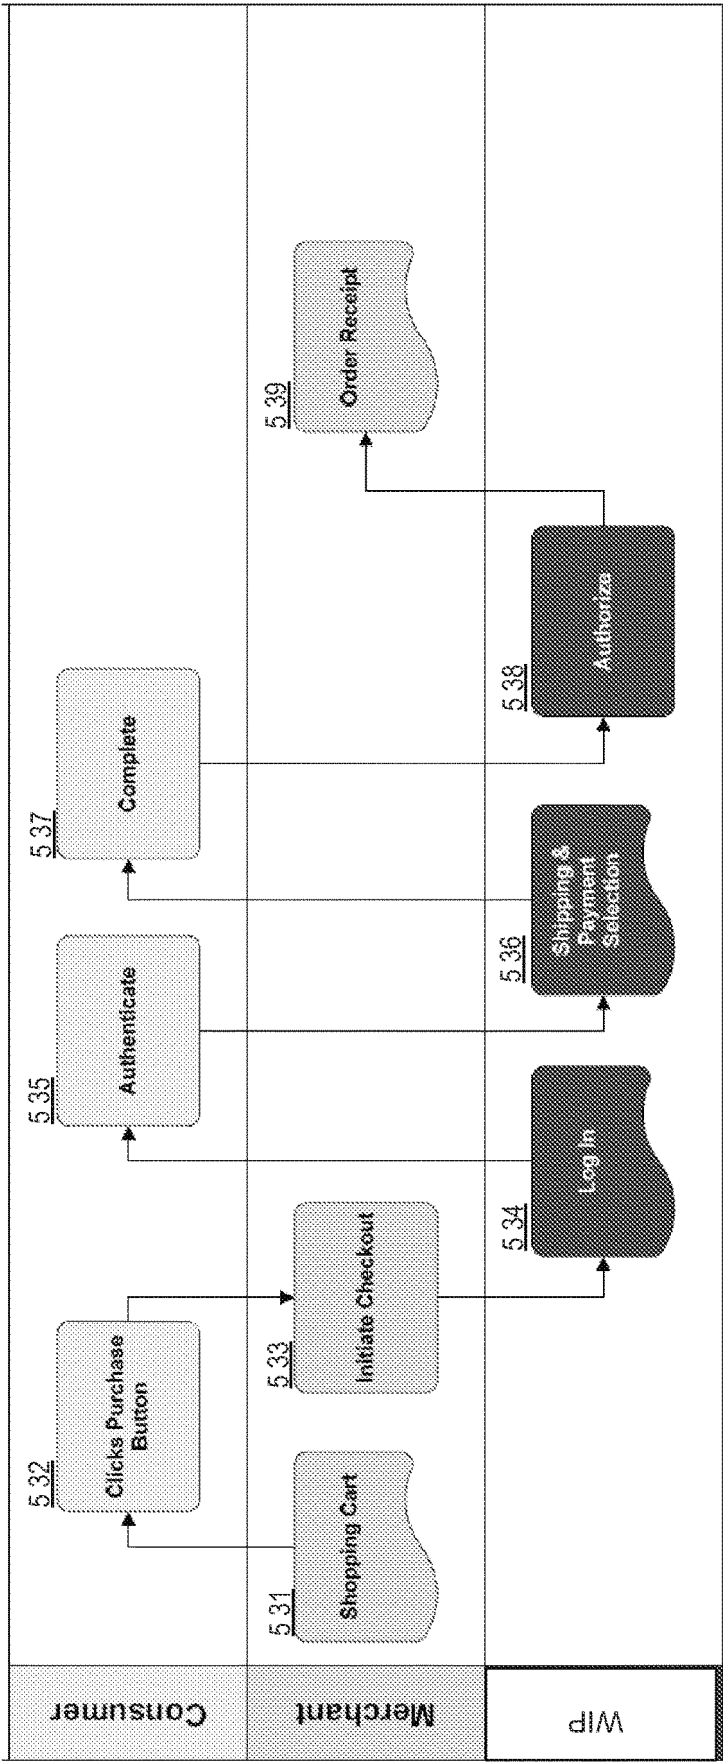 Consumer
Merchant
WIP
5.31
Shopping Cart
5.32
Clicks Purchase
Button
5.33
Initiate Checkout
5.34
Log In
5.35
Authenticate
5.36
Shipping &
Payment
Selection
5.37
Complete
5.38
Authorize
5.39
Order Receipt